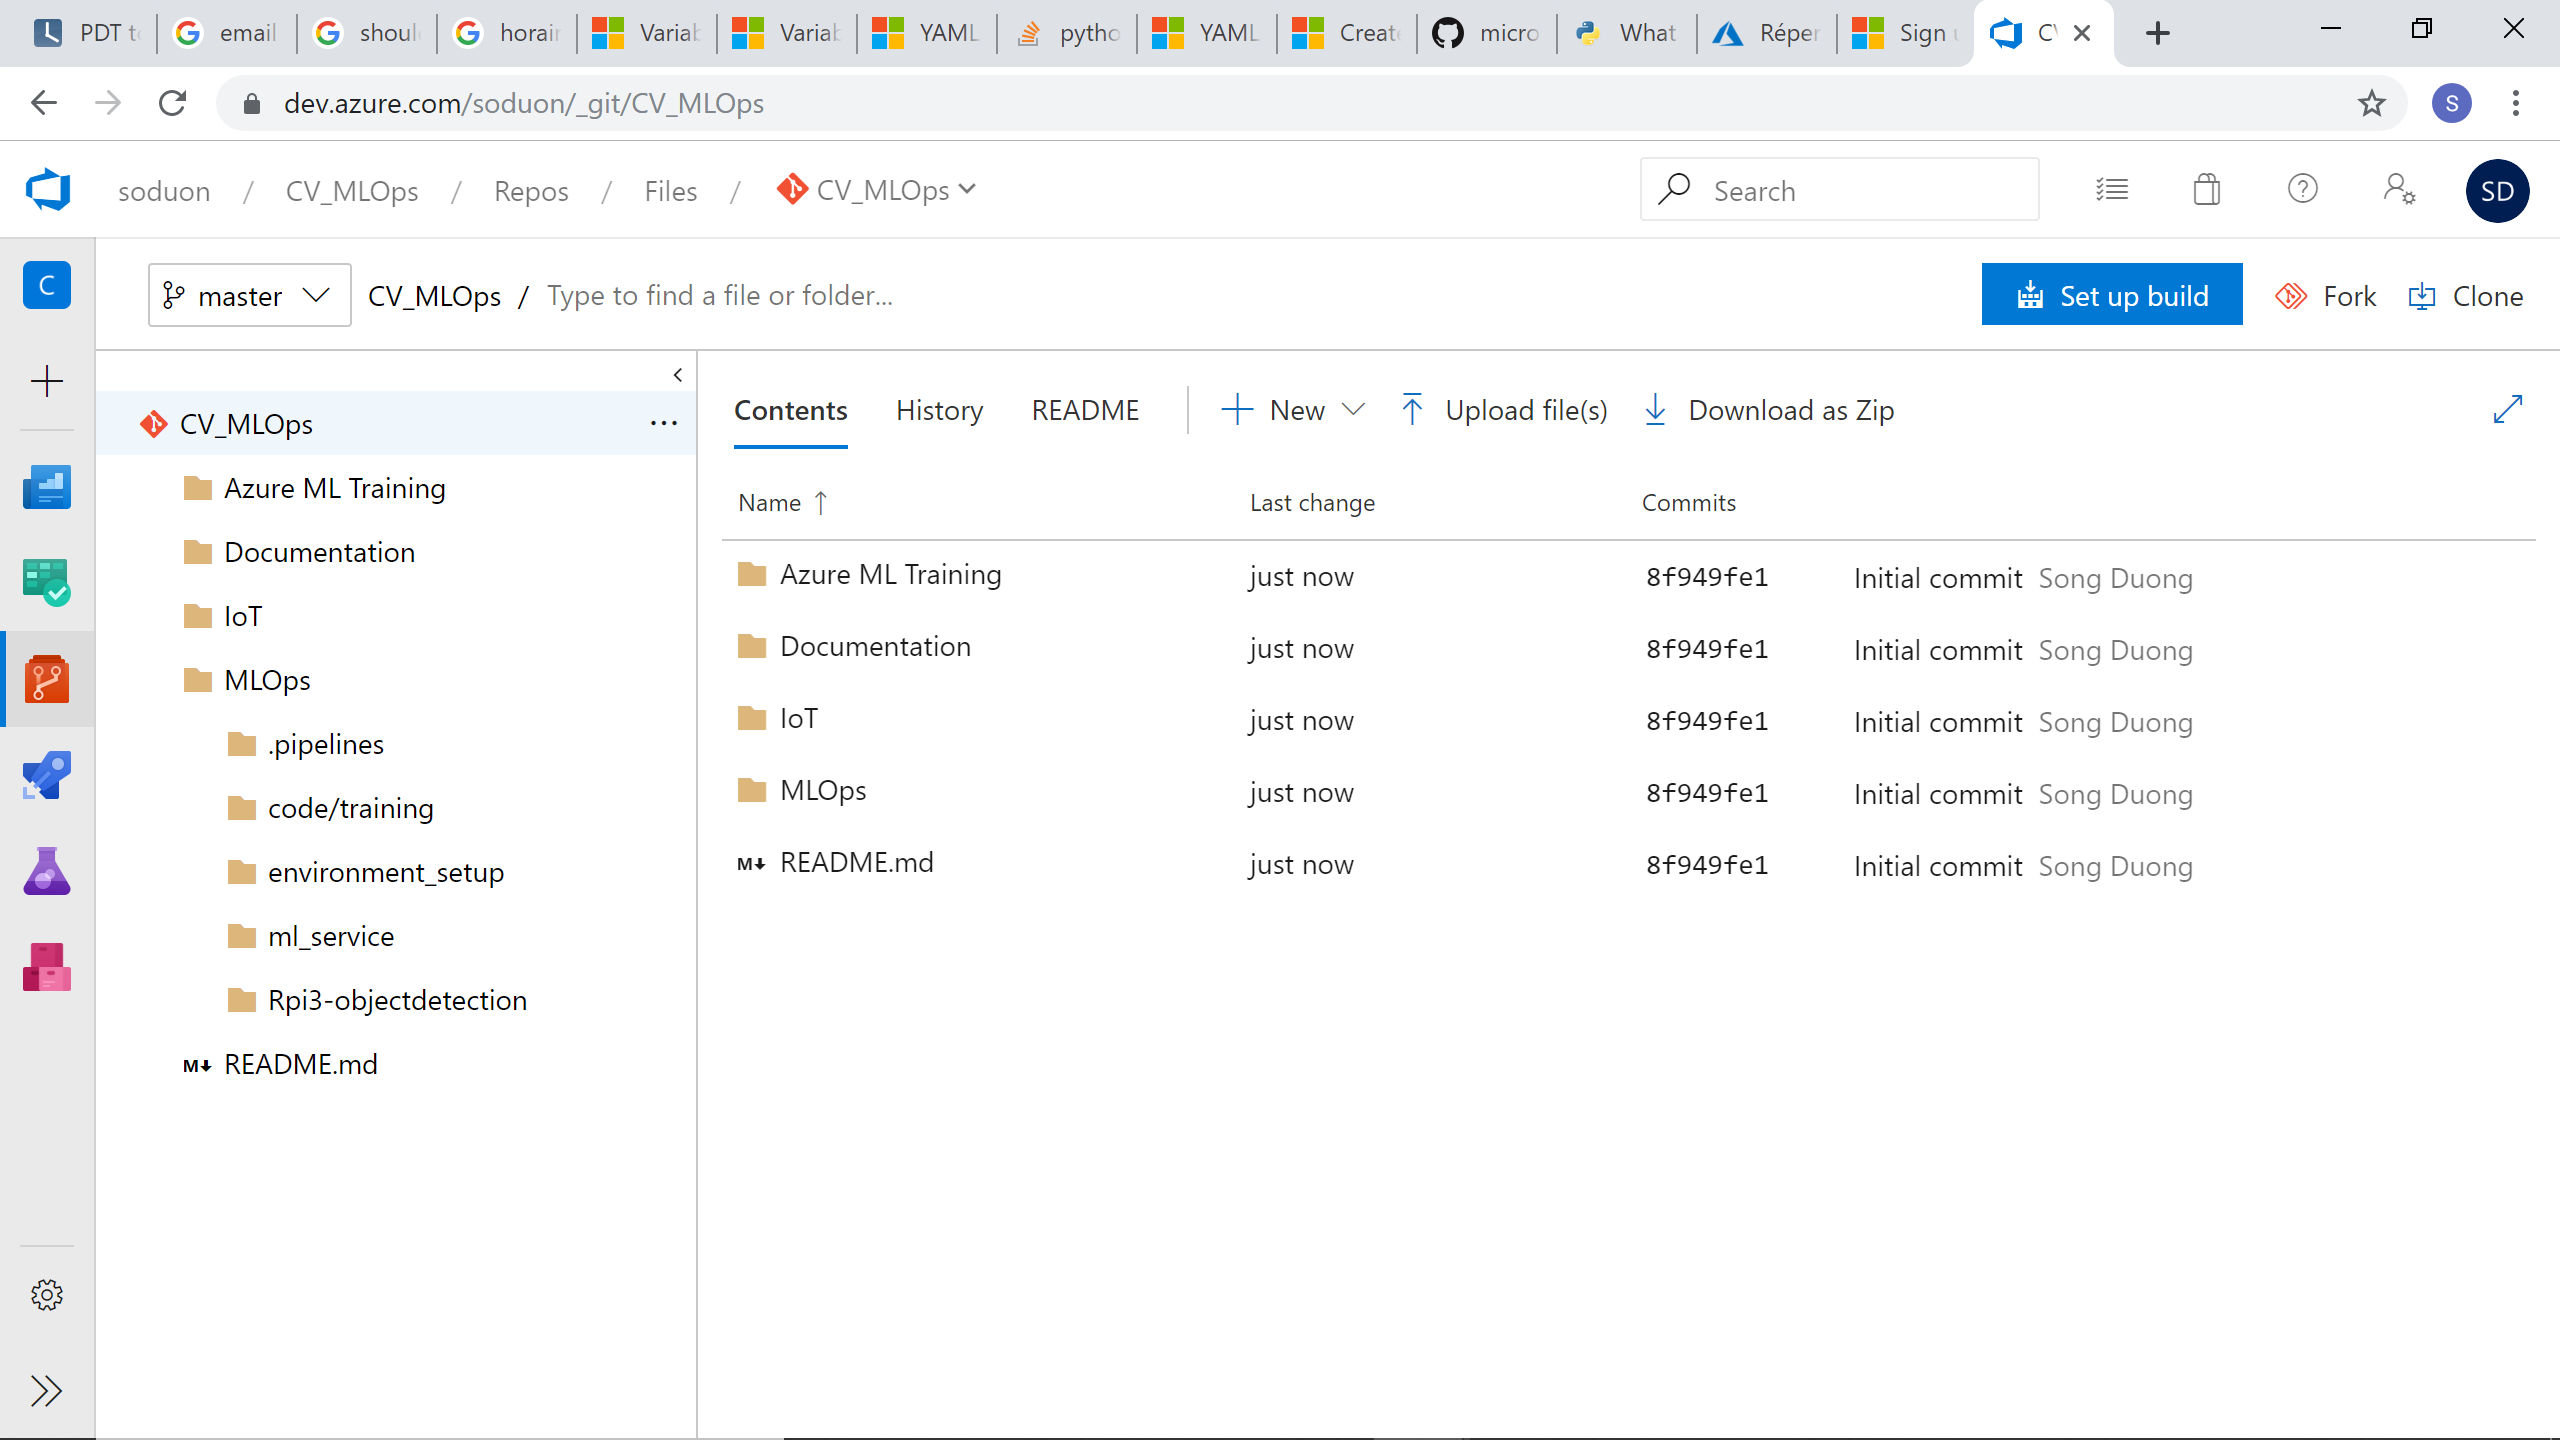 PDT to
email
shoul
horair
Variab
Variab
YAML
pytho
YAML
Create
micro
What
Réper
Sign u
CV
dev.azure.com/soduon/_git/CV_MLOps
S
soduon / CV_MLOps / Repos / Files / CV_MLOps
Search
SD
C
master
CV_MLOps / Type to find a file or folder...
Set up build
Fork
Clone
CV_MLOps
Azure ML Training
Documentation
IoT
MLOps
.pipelines
code/training
environment_setup
ml_service
Rpi3-objectdetection
README.md
Contents
History
README
New
Upload file(s)
Download as Zip
Name Last change Commits
Azure ML Training just now 8f949fe1 Initial commit Song Duong
Documentation just now 8f949fe1 Initial commit Song Duong
IoT just now 8f949fe1 Initial commit Song Duong
MLOps just now 8f949fe1 Initial commit Song Duong
README.md just now 8f949fe1 Initial commit Song Duong